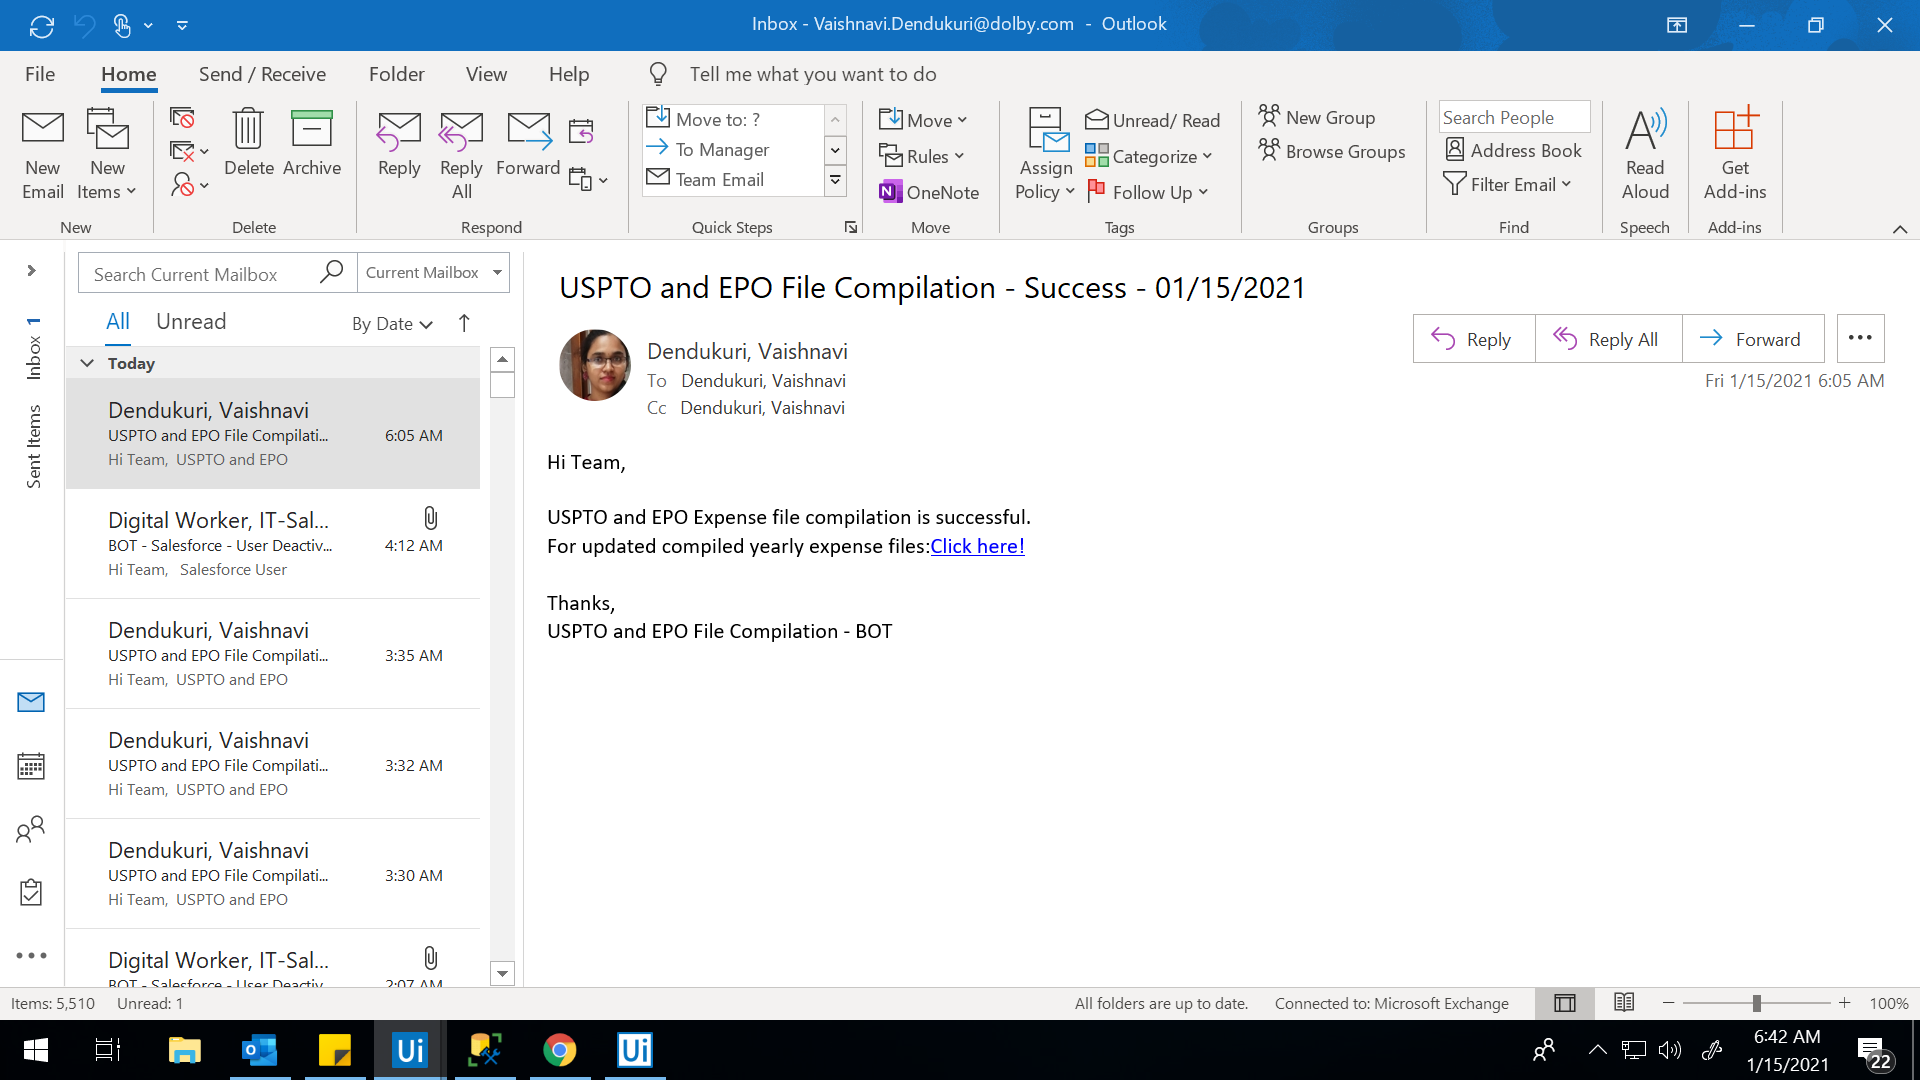 Inbox - Vaishnavi.Dendukuri@dolby.com - Outlook
File Home Send / Receive Folder View Help Tell me what you want to do
New Email
New Items
Delete
Archive
Reply
Reply All
Forward
Move to: ?
To Manager
Team Email
Move
Rules
OneNote
Assign Policy
Unread/ Read
Categorize
Follow Up
New Group
Browse Groups
Search People
Address Book
Filter Email
Read Aloud
Get Add-ins
New Delete Respond Quick Steps Move Tags Groups Find Speech Add-ins
Inbox 1
Sent Items
Search Current Mailbox Current Mailbox
All Unread By Date
Today
Dendukuri, Vaishnavi
USPTO and EPO File Compilati... 6:05 AM
Hi Team, USPTO and EPO
Digital Worker, IT-Sal...
BOT - Salesforce - User Deactiv... 4:12 AM
Hi Team, Salesforce User
Dendukuri, Vaishnavi
USPTO and EPO File Compilati... 3:35 AM
Hi Team, USPTO and EPO
Dendukuri, Vaishnavi
USPTO and EPO File Compilati... 3:32 AM
Hi Team, USPTO and EPO
Dendukuri, Vaishnavi
USPTO and EPO File Compilati... 3:30 AM
Hi Team, USPTO and EPO
Digital Worker, IT-Sal...
BOT - Salesforce - User Deactiv... 2:07 AM
USPTO and EPO File Compilation - Success - 01/15/2021
Dendukuri, Vaishnavi
To Dendukuri, Vaishnavi
Cc Dendukuri, Vaishnavi
Reply Reply All Forward
Fri 1/15/2021 6:05 AM
Hi Team,
USPTO and EPO Expense file compilation is successful.
For updated compiled yearly expense files:Click here!
Thanks,
USPTO and EPO File Compilation - BOT
Items: 5,510 Unread: 1 All folders are up to date. Connected to: Microsoft Exchange 100%
Ui Ui
6:42 AM
1/15/2021
22